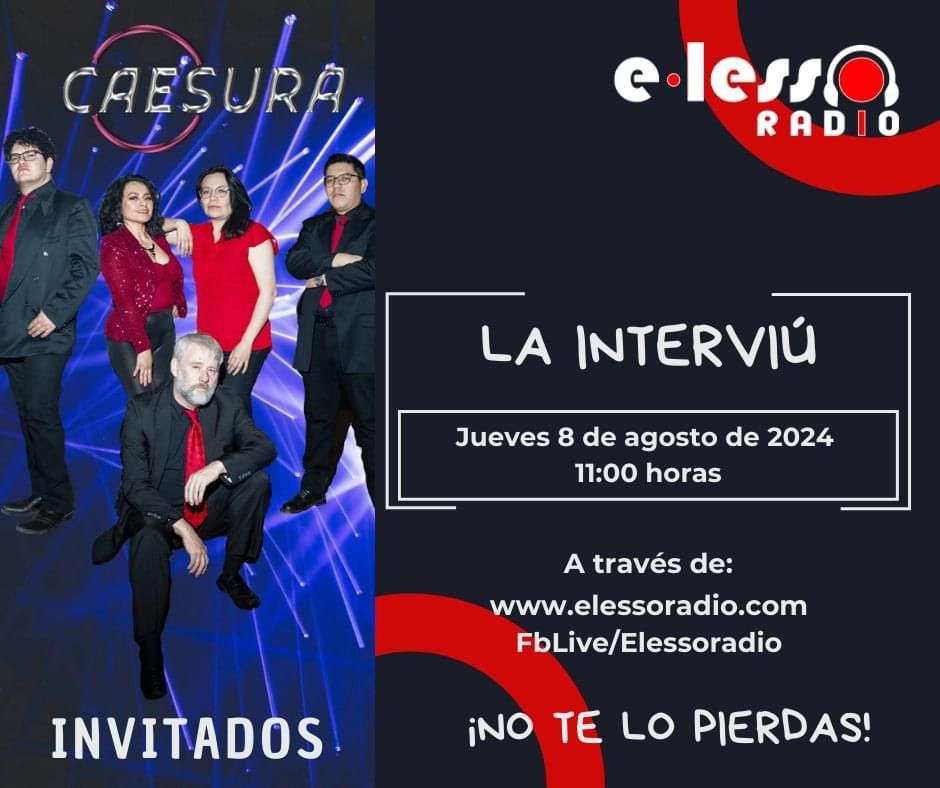 CAESURA
INVITADOS
e·lesso
RADIO
LA INTERVIÚ
Jueves 8 de agosto de 2024
11:00 horas
A través de:
www.elessoradio.com
FbLive/Elessoradio
¡NO TE LO PIERDAS!